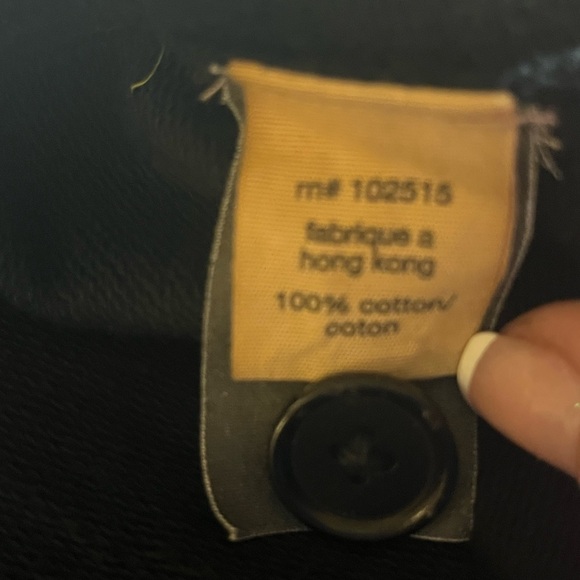 rn# 102515
fabrique a
hong kong
100% cotton/
coton